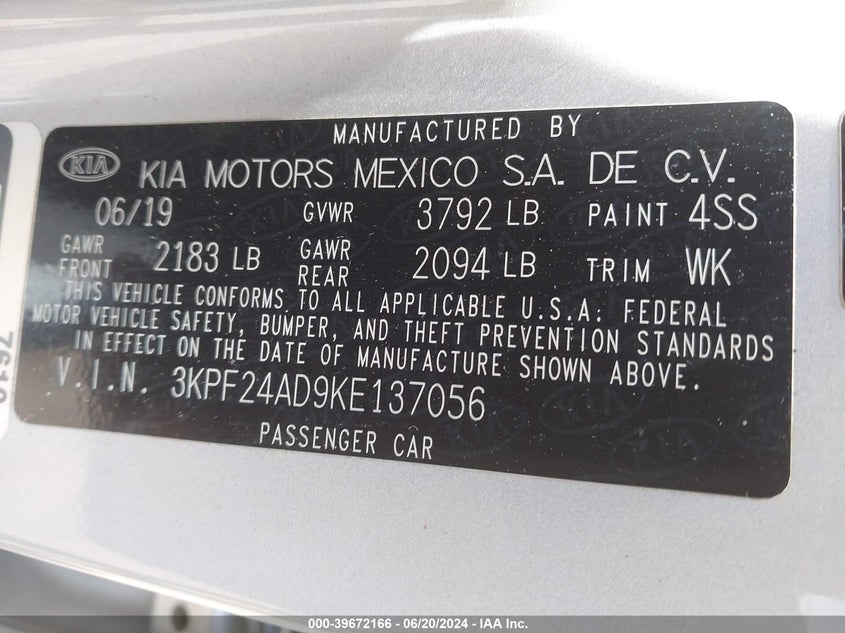 MANUFACTURED BY
KIA KIA MOTORS MEXICO S.A. DE C.V.
06/19 GVWR 3792 LB PAINT 4SS
GAWR FRONT 2183 LB GAWR REAR 2094 LB TRIM WK
THIS VEHICLE CONFORMS TO ALL APPLICABLE U.S.A. FEDERAL
MOTOR VEHICLE SAFETY, BUMPER, AND THEFT PREVENTION STANDARDS
IN EFFECT ON THE DATE OF MANUFACTURE SHOWN ABOVE.
V.I.N. 3KPF24AD9KE137056
PASSENGER CAR
000-39672166 - 06/20/2024 - IAA Inc.